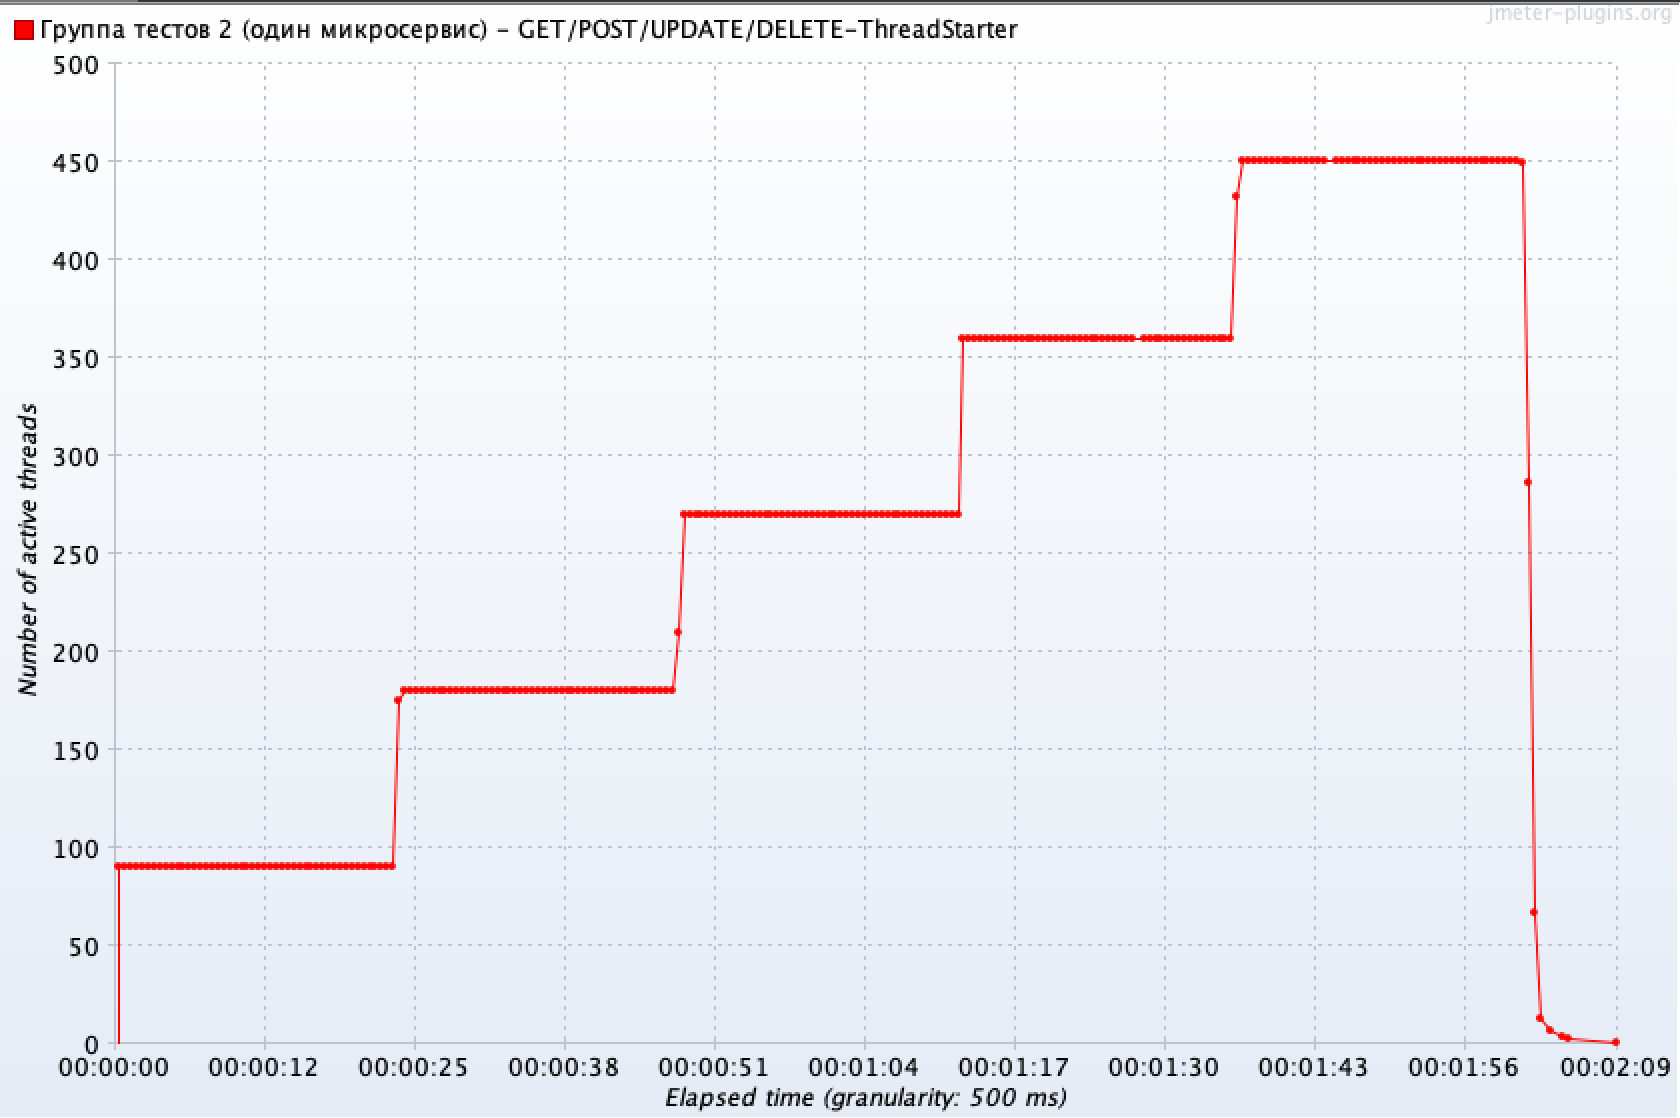 jmeter-plugins.org
Группа тестов 2 (один микросервис) - GET/POST/UPDATE/DELETE-ThreadStarter
500
450
400
350
300
250
200
150
100
50
0
Number of active threads
00:00:00 00:00:12 00:00:25 00:00:38 00:00:51 00:01:04 00:01:17 00:01:30 00:01:43 00:01:56 00:02:09
Elapsed time (granularity: 500 ms)